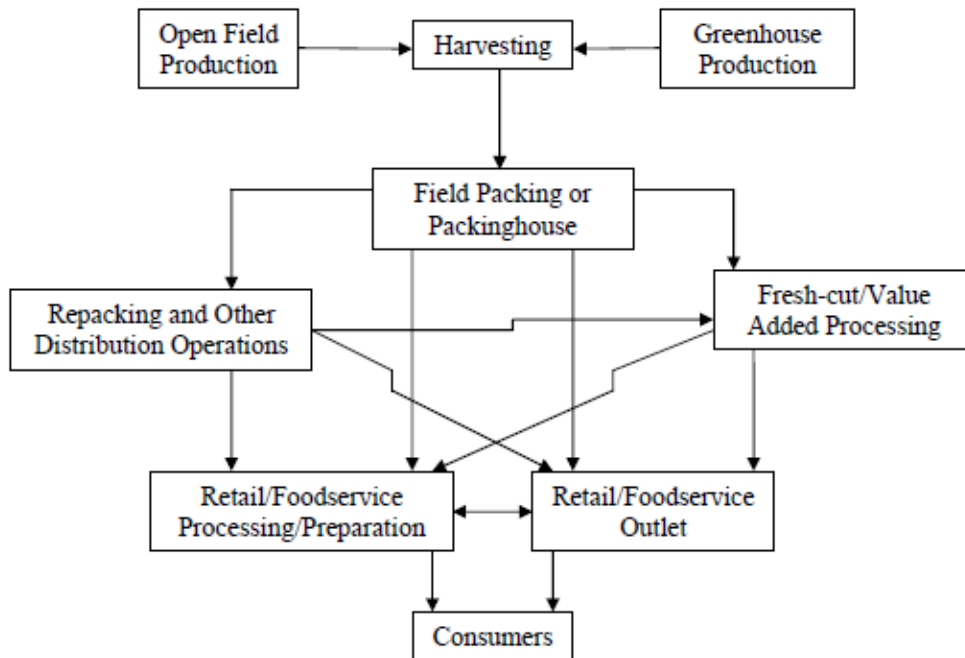 Open Field
Production
Harvesting
Greenhouse
Production
Field Packing or
Packinghouse
Repacking and Other
Distribution Operations
Fresh-cut/Value
Added Processing
Retail/Foodservice
Processing/Preparation
Retail/Foodservice
Outlet
Consumers